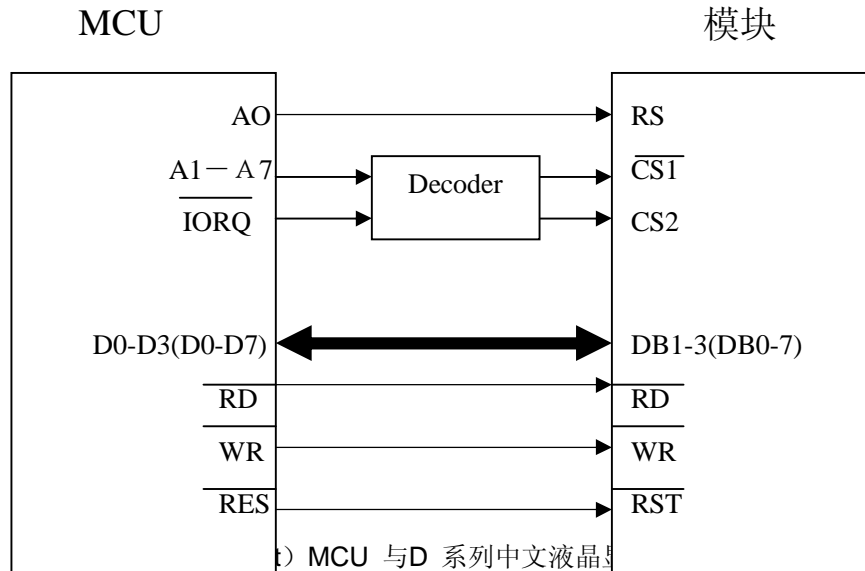 MCU 模块
AO RS
A1－A7 Decoder CS1
IORQ CS2
D0-D3(D0-D7) DB1-3(DB0-7)
RD RD
WR WR
RES RST
) MCU 与D 系列中文液晶